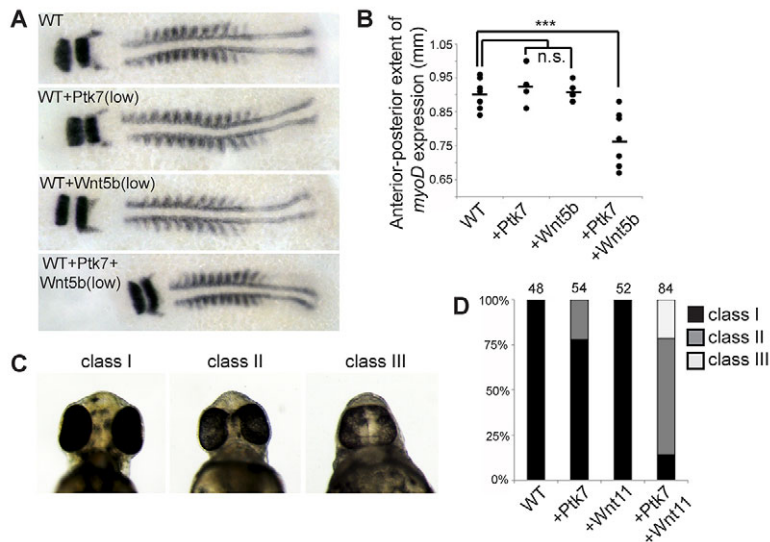 A
WT
WT+Ptk7(low)
WT+Wnt5b(low)
WT+Ptk7+
Wnt5b(low)
B
Anterior-posterior extent of
myoD expression (mm)
1.05
0.95
0.85
0.75
0.65
***
n.s.
WT
+Ptk7
+Wnt5b
+Ptk7
+Wnt5b
C
class I
class II
class III
D
48
54
52
84
100%
75%
50%
25%
0%
WT
+Ptk7
+Wnt11
+Ptk7
+Wnt11
class I
class II
class III